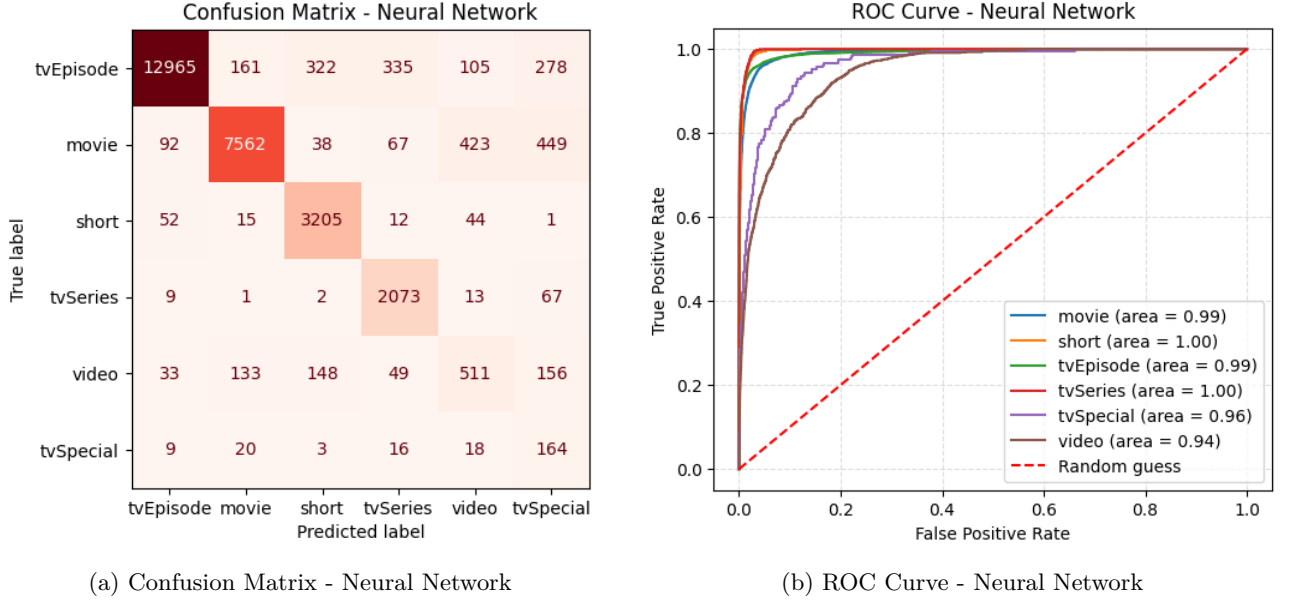 Confusion Matrix - Neural Network
True label
tvEpisode 12965 161 322 335 105 278
movie 92 7562 38 67 423 449
short 52 15 3205 12 44 1
tvSeries 9 1 2 2073 13 67
video 33 133 148 49 511 156
tvSpecial 9 20 3 16 18 164
tvEpisode movie short tvSeries video tvSpecial
Predicted label
(a) Confusion Matrix - Neural Network
ROC Curve - Neural Network
True Positive Rate
1.0
0.8
0.6
0.4
0.2
0.0
movie (area = 0.99)
short (area = 1.00)
tvEpisode (area = 0.99)
tvSeries (area = 1.00)
tvSpecial (area = 0.96)
video (area = 0.94)
Random guess
0.0 0.2 0.4 0.6 0.8 1.0
False Positive Rate
(b) ROC Curve - Neural Network